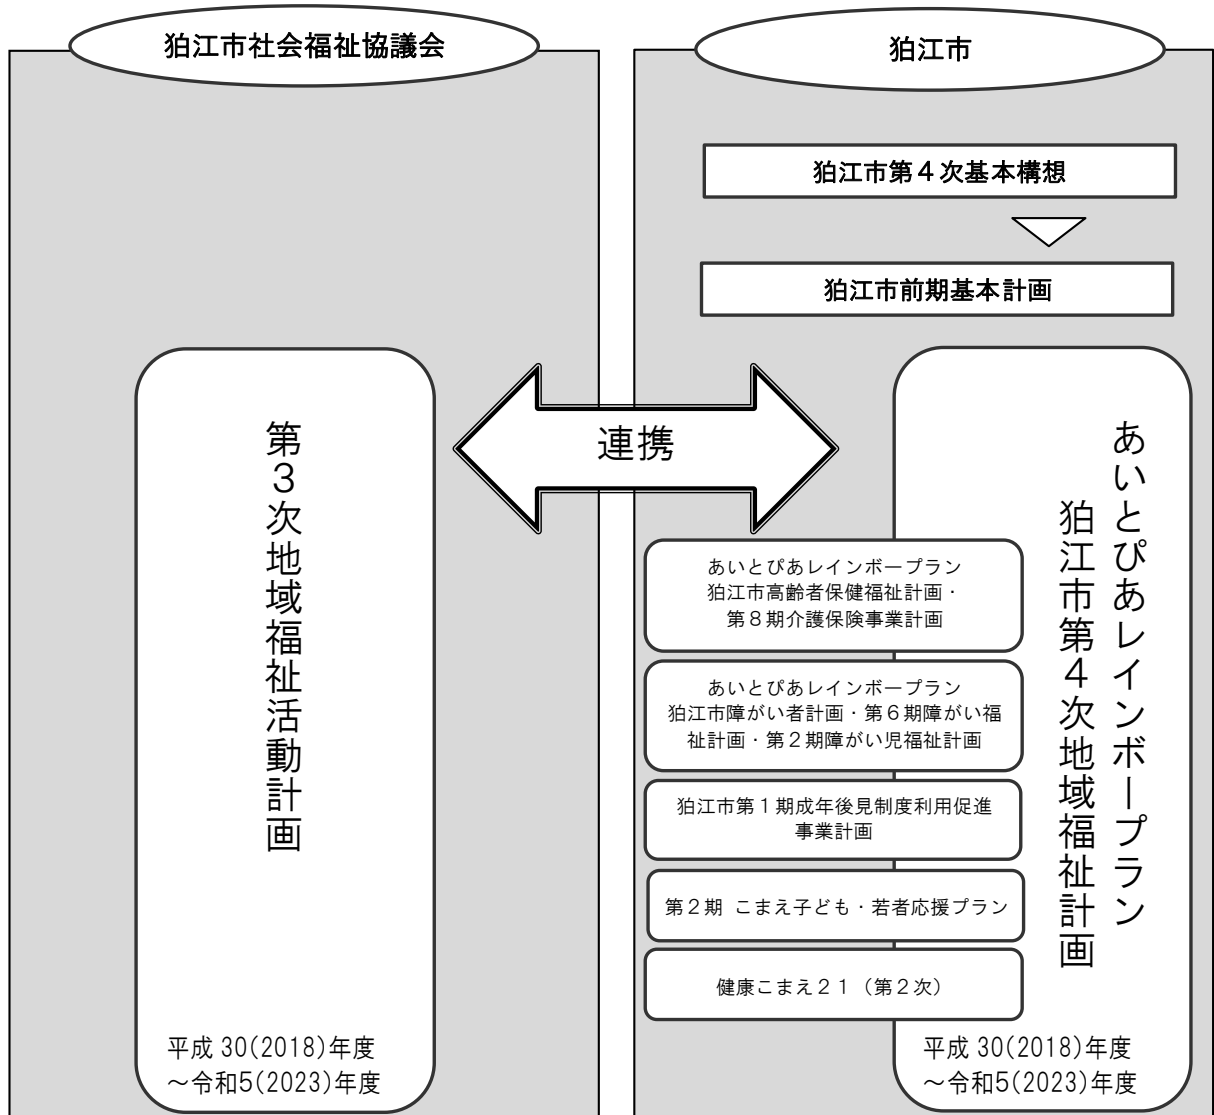 狛江市社会福祉協議会
狛江市
狛江市第４次基本構想
狛江市前期基本計画
連携
第３次地域福祉活動計画
平成 30(2018)年度
～令和5(2023)年度
あいとぴあレインボープラン
狛江市第４次地域福祉計画
あいとぴあレインボープラン
狛江市高齢者保健福祉計画・
第８期介護保険事業計画
あいとぴあレインボープラン
狛江市障がい者計画・第６期障がい福
祉計画・第２期障がい児福祉計画
狛江市第１期成年後見制度利用促進
事業計画
第２期 こまえ子ども・若者応援プラン
健康こまえ２１（第２次）
平成 30(2018)年度
～令和5(2023)年度